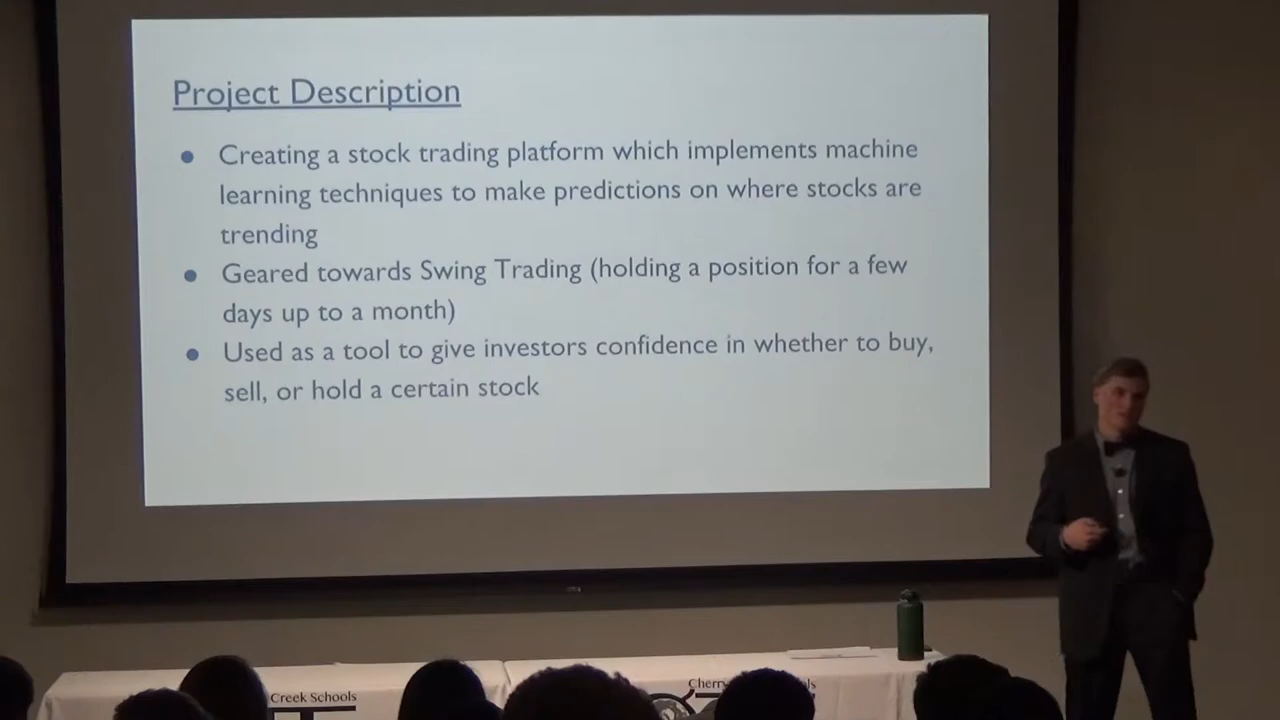 Project Description
● Creating a stock trading platform which implements machine
learning techniques to make predictions on where stocks are
trending
● Geared towards Swing Trading (holding a position for a few
days up to a month)
● Used as a tool to give investors confidence in whether to buy,
sell, or hold a certain stock
Creek Schools